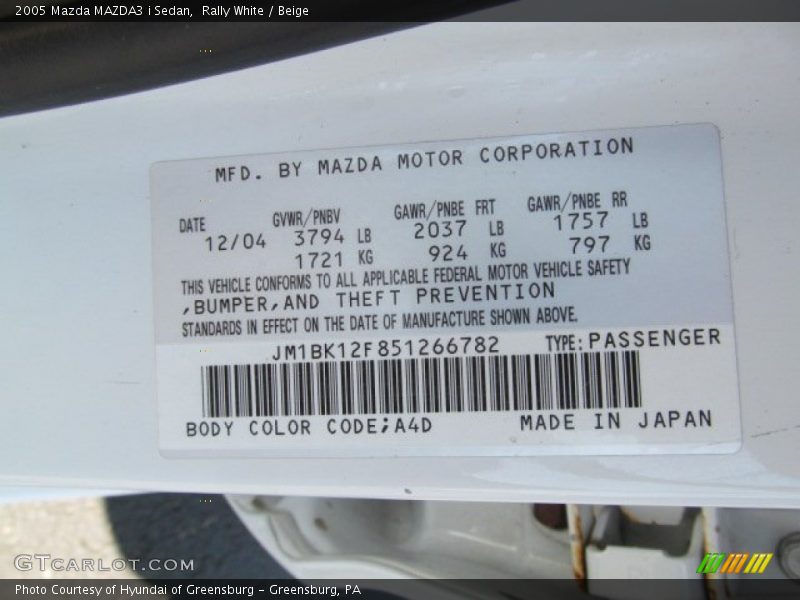 2005 Mazda MAZDA3 i Sedan, Rally White / Beige
MFD. BY MAZDA MOTOR CORPORATION
DATE GVWR/PNBV GAWR/PNBE FRT GAWR/PNBE RR
12/04 3794 LB 2037 LB 1757 LB
1721 KG 924 KG 797 KG
THIS VEHICLE CONFORMS TO ALL APPLICABLE FEDERAL MOTOR VEHICLE SAFETY
,BUMPER,AND THEFT PREVENTION
STANDARDS IN EFFECT ON THE DATE OF MANUFACTURE SHOWN ABOVE.
JM1BK12F851266782 TYPE: PASSENGER
BODY COLOR CODE;A4D MADE IN JAPAN
GTCARLOT.COM
Photo Courtesy of Hyundai of Greensburg - Greensburg, PA